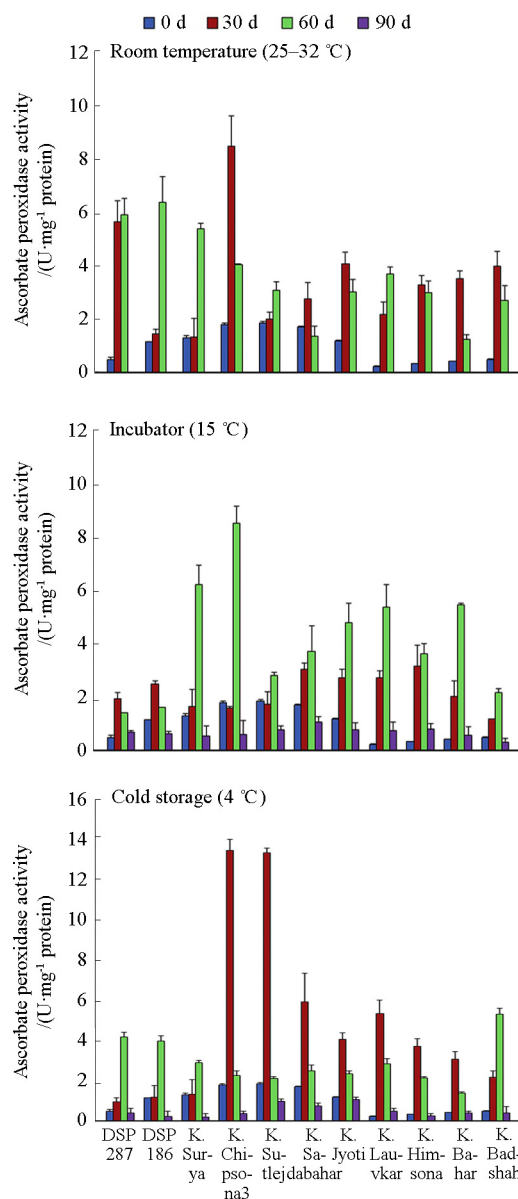 0 d 30 d 60 d 90 d
Room temperature (25–32 ℃)
Ascorbate peroxidase activity
/(U·mg⁻¹ protein)
12
10
8
6
4
2
0
Incubator (15 ℃)
Ascorbate peroxidase activity
/(U·mg⁻¹ protein)
12
10
8
6
4
2
0
Cold storage (4 ℃)
Ascorbate peroxidase activity
/(U·mg⁻¹ protein)
16
14
12
10
8
6
4
2
0
DSP DSP K. K. K. K. K. K. K. K. K.
287 186 Sur- Chi- Su- Sa- Jyoti Lau- Him- Ba- Bad-
ya pso- tlej dabahar vkar sona har shah
na3